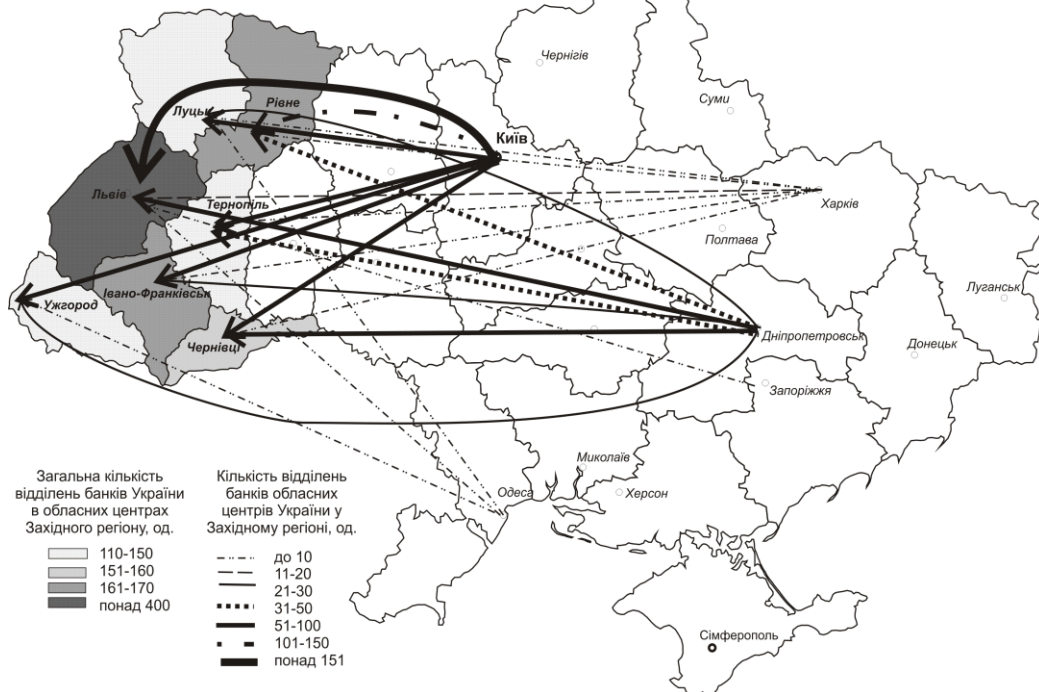 Чернігів
Суми
Рівне
Луцьк
Київ
Львів
Тернопіль
Харків
Полтава
Ужгород
Івано-Франківськ
Луганськ
Чернівці
Дніпропетровськ
Донецьк
Запоріжжя
Миколаїв
Одеса
Херсон
Сімферополь
Загальна кількість
відділень банків України
в обласних центрах
Західного регіону, од.
110-150
151-160
161-170
понад 400
Кількість відділень
банків обласних
центрів України у
Західному регіоні, од.
до 10
11-20
21-30
31-50
51-100
101-150
понад 151